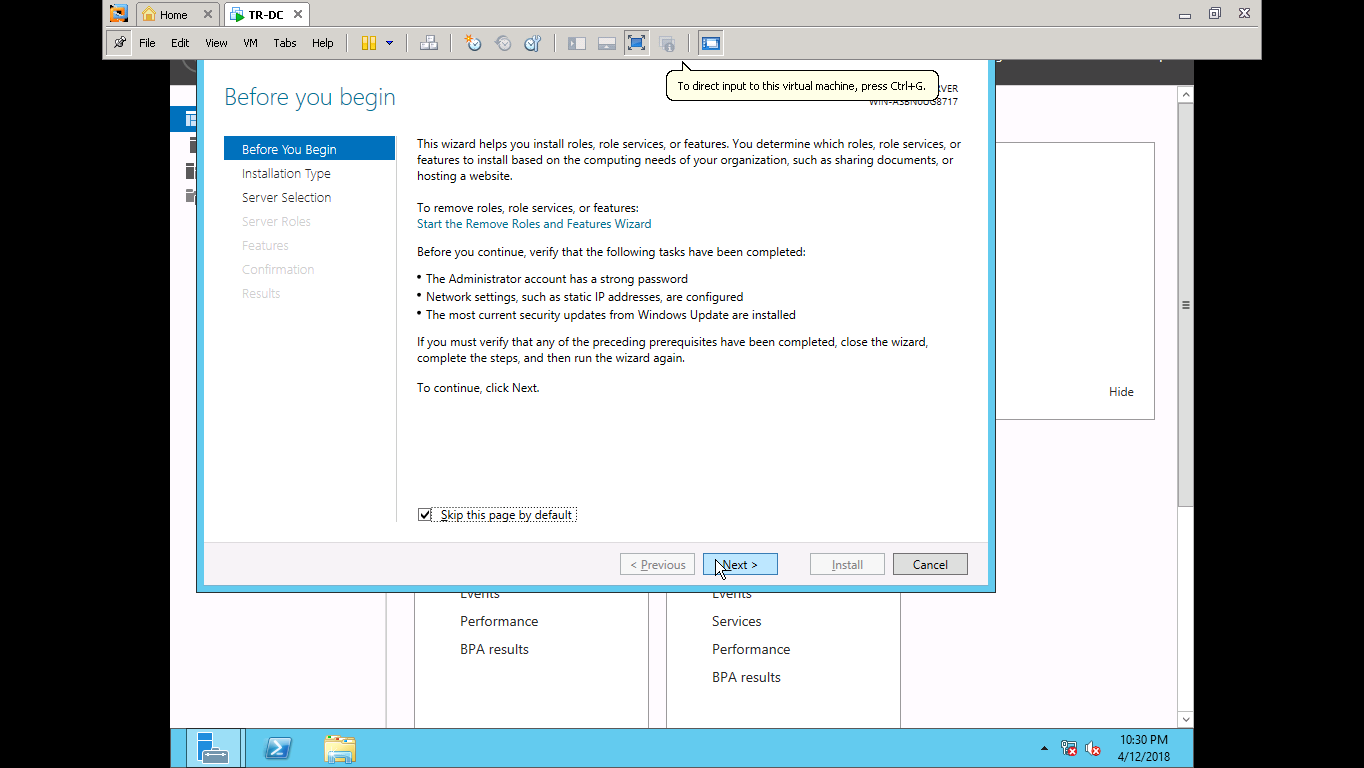 Home
TR-DC
File Edit View VM Tabs Help
To direct input to this virtual machine, press Ctrl+G.
Before you begin
Before You Begin
Installation Type
Server Selection
Server Roles
Features
Confirmation
Results
This wizard helps you install roles, role services, or features. You determine which roles, role services, or
features to install based on the computing needs of your organization, such as sharing documents, or
hosting a website.
To remove roles, role services, or features:
Start the Remove Roles and Features Wizard
Before you continue, verify that the following tasks have been completed:
• The Administrator account has a strong password
• Network settings, such as static IP addresses, are configured
• The most current security updates from Windows Update are installed
If you must verify that any of the preceding prerequisites have been completed, close the wizard,
complete the steps, and then run the wizard again.
To continue, click Next.
Skip this page by default
< Previous
Next >
Install
Cancel
Hide
Events
Performance
BPA results
Events
Services
Performance
BPA results
10:30 PM
4/12/2018